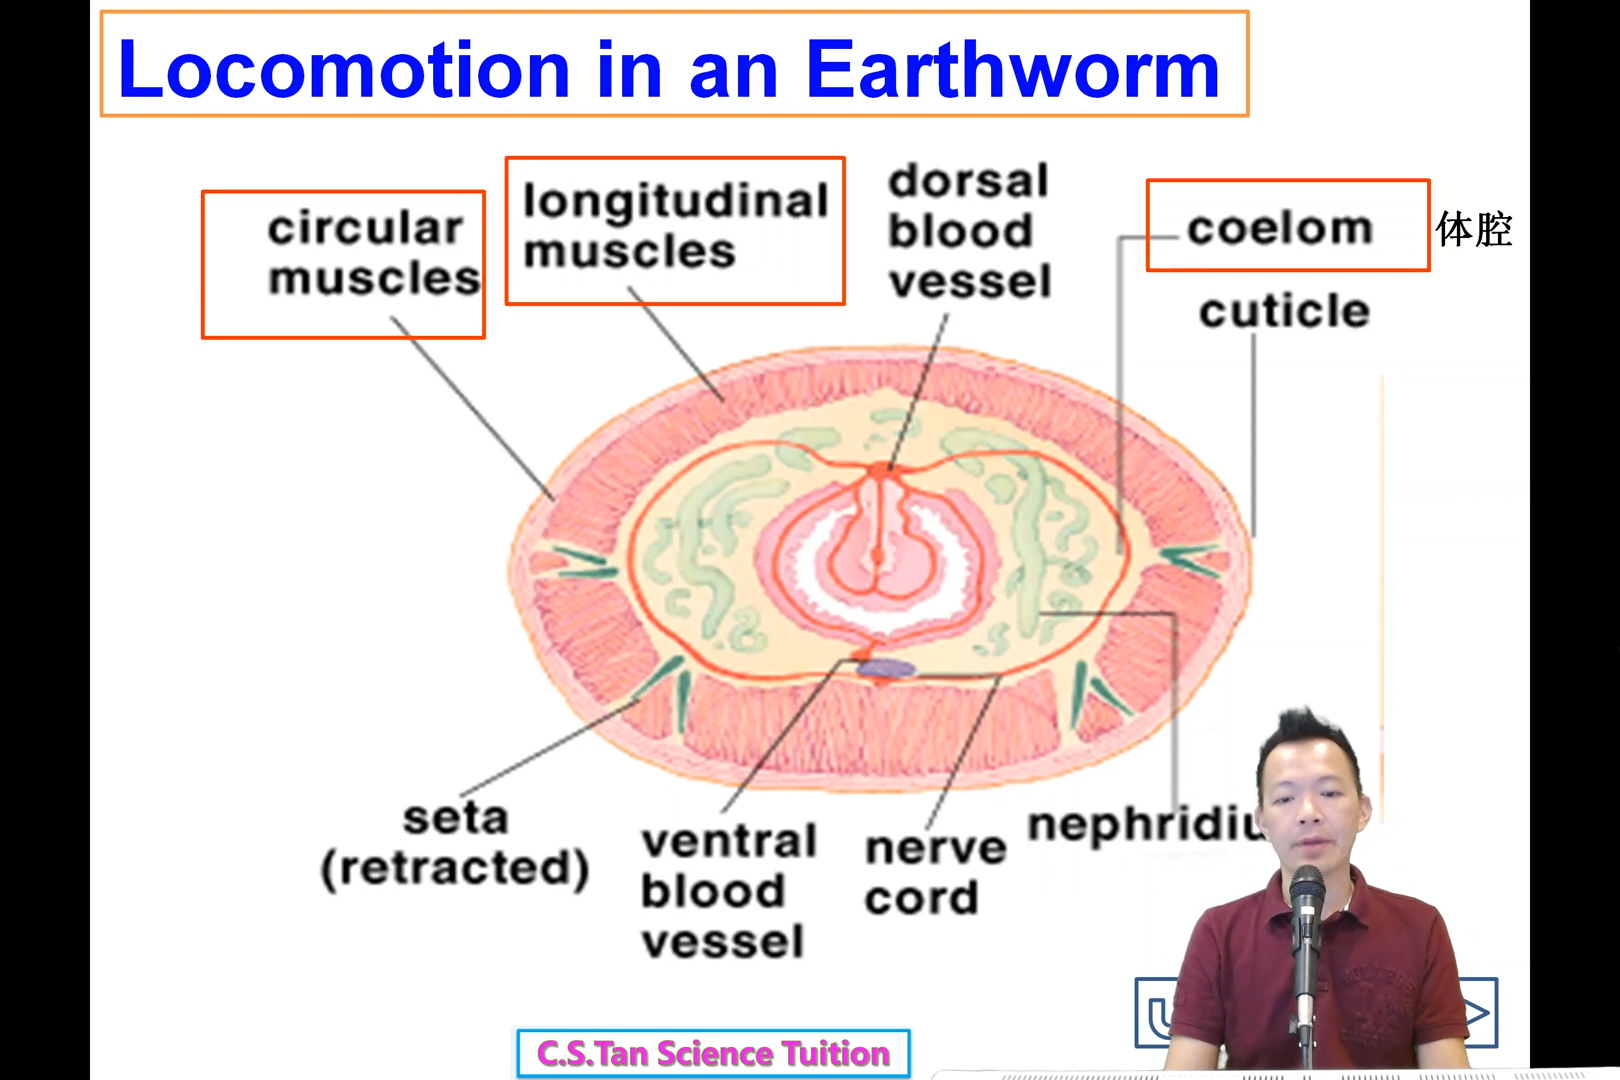 Locomotion in an Earthworm
circular
muscles
longitudinal
muscles
dorsal
blood
vessel
coelom
体腔
cuticle
seta
(retracted)
ventral
blood
vessel
nerve
cord
C.S.Tan Science Tuition